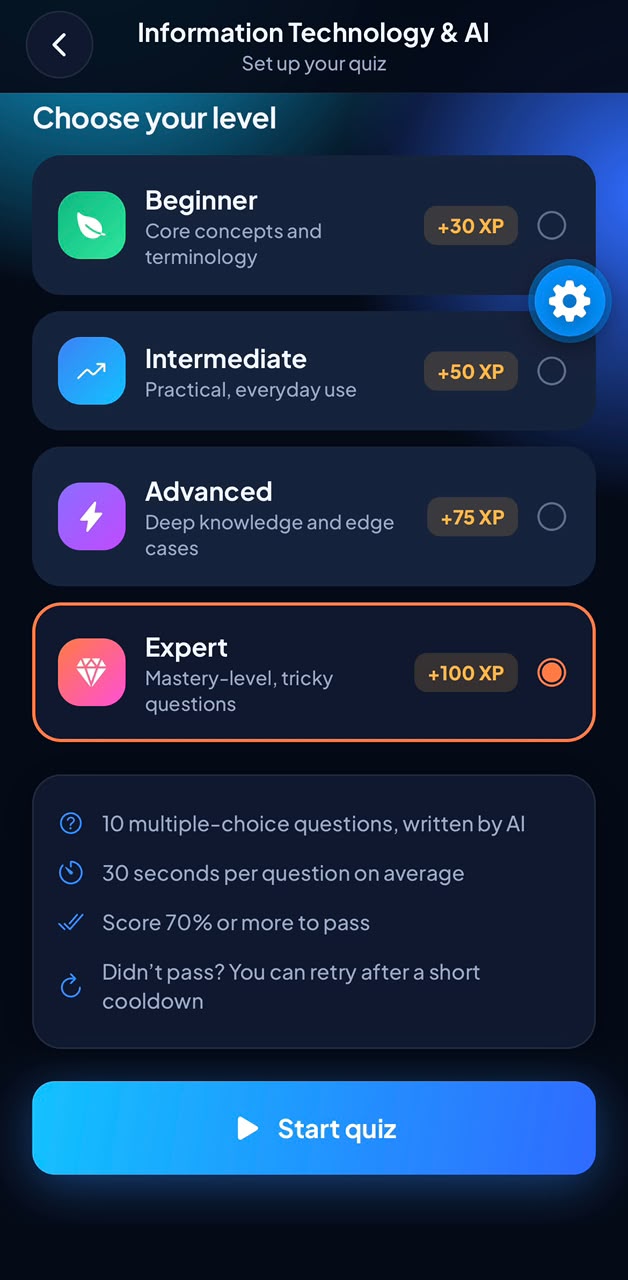 Information Technology & AI
Set up your quiz
Choose your level
Beginner
Core concepts and
terminology
+30 XP
Intermediate
Practical, everyday use
+50 XP
Advanced
Deep knowledge and edge
cases
+75 XP
Expert
Mastery-level, tricky
questions
+100 XP
10 multiple-choice questions, written by AI
30 seconds per question on average
Score 70% or more to pass
Didn’t pass? You can retry after a short
cooldown
Start quiz